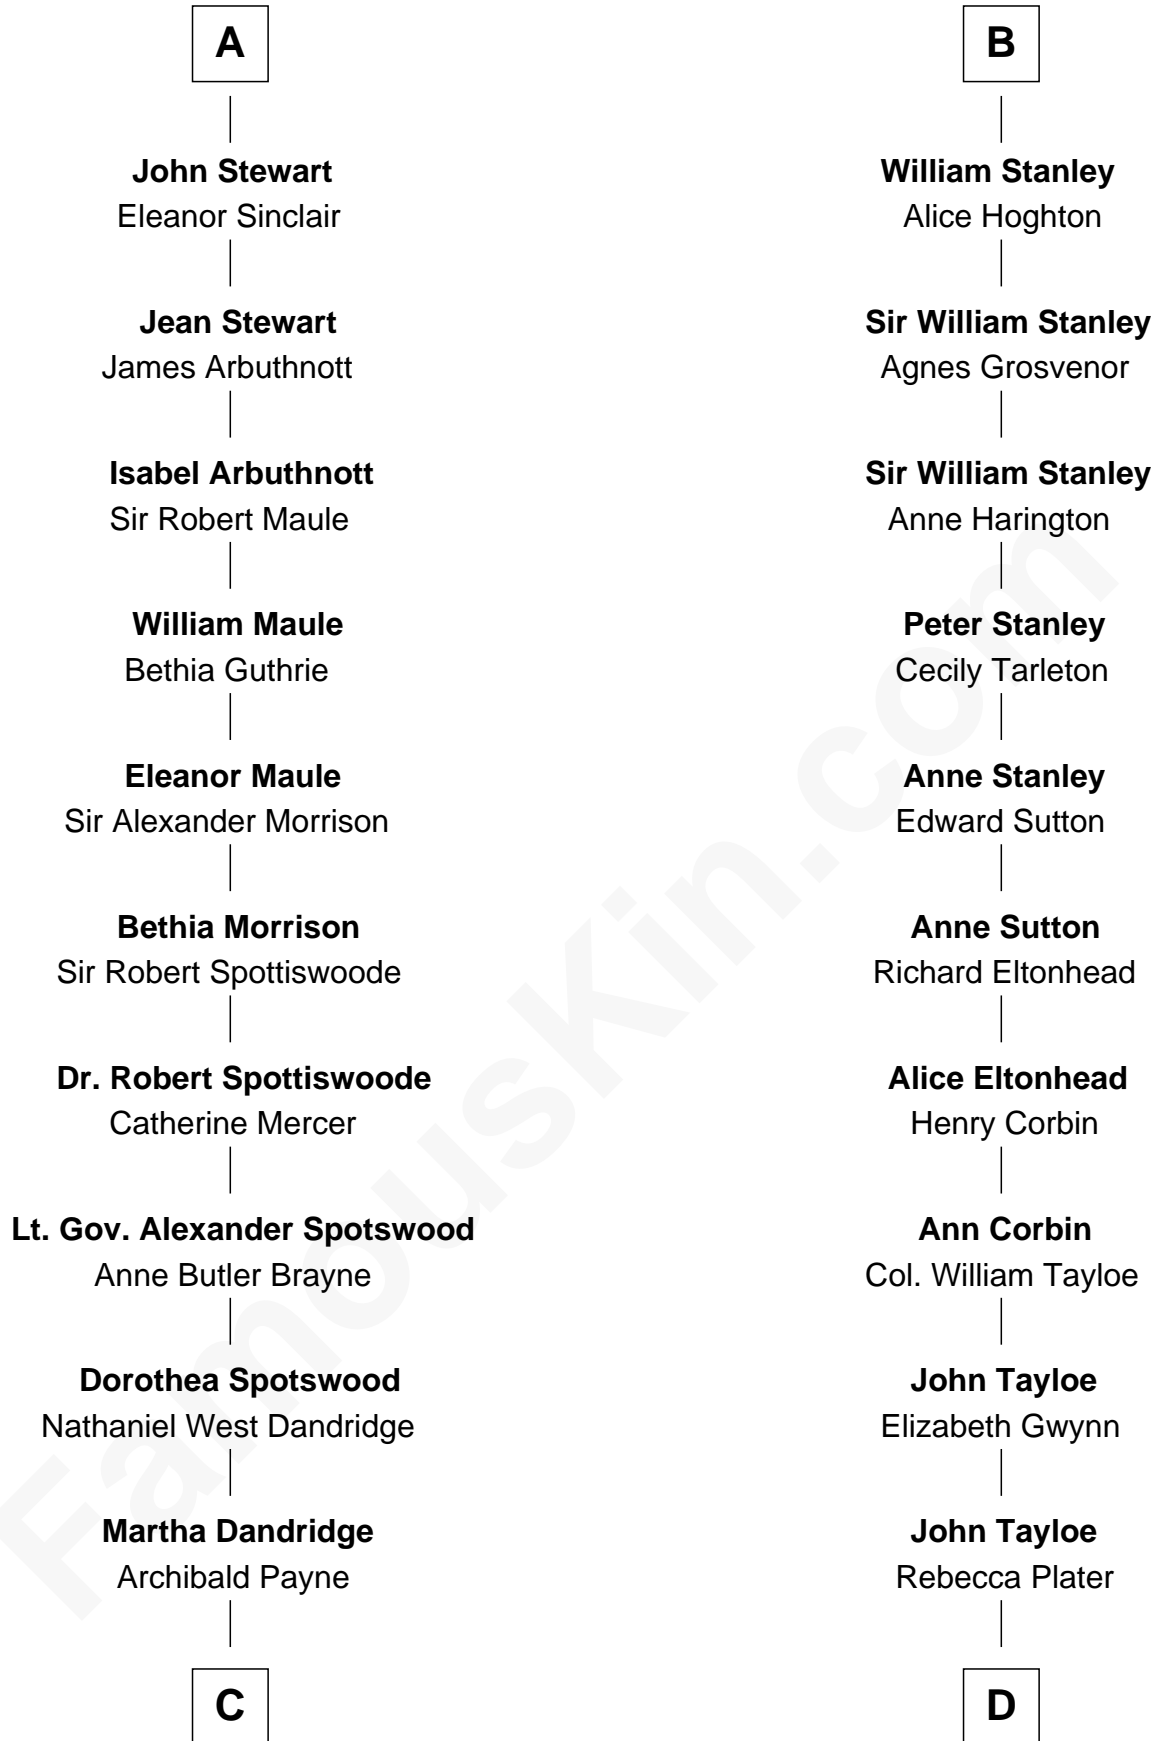 A
John Stewart
Eleanor Sinclair
Jean Stewart
James Arbuthnott
Isabel Arbuthnott
Sir Robert Maule
William Maule
Bethia Guthrie
Eleanor Maule
Sir Alexander Morrison
Bethia Morrison
Sir Robert Spottiswoode
Dr. Robert Spottiswoode
Catherine Mercer
Lt. Gov. Alexander Spotswood
Anne Butler Brayne
Dorothea Spotswood
Nathaniel West Dandridge
Martha Dandridge
Archibald Payne
C
B
William Stanley
Alice Hoghton
Sir William Stanley
Agnes Grosvenor
Sir William Stanley
Anne Harington
Peter Stanley
Cecily Tarleton
Anne Stanley
Edward Sutton
Anne Sutton
Richard Eltonhead
Alice Eltonhead
Henry Corbin
Ann Corbin
Col. William Tayloe
John Tayloe
Elizabeth Gwynn
John Tayloe
Rebecca Plater
D
FamousKin.com